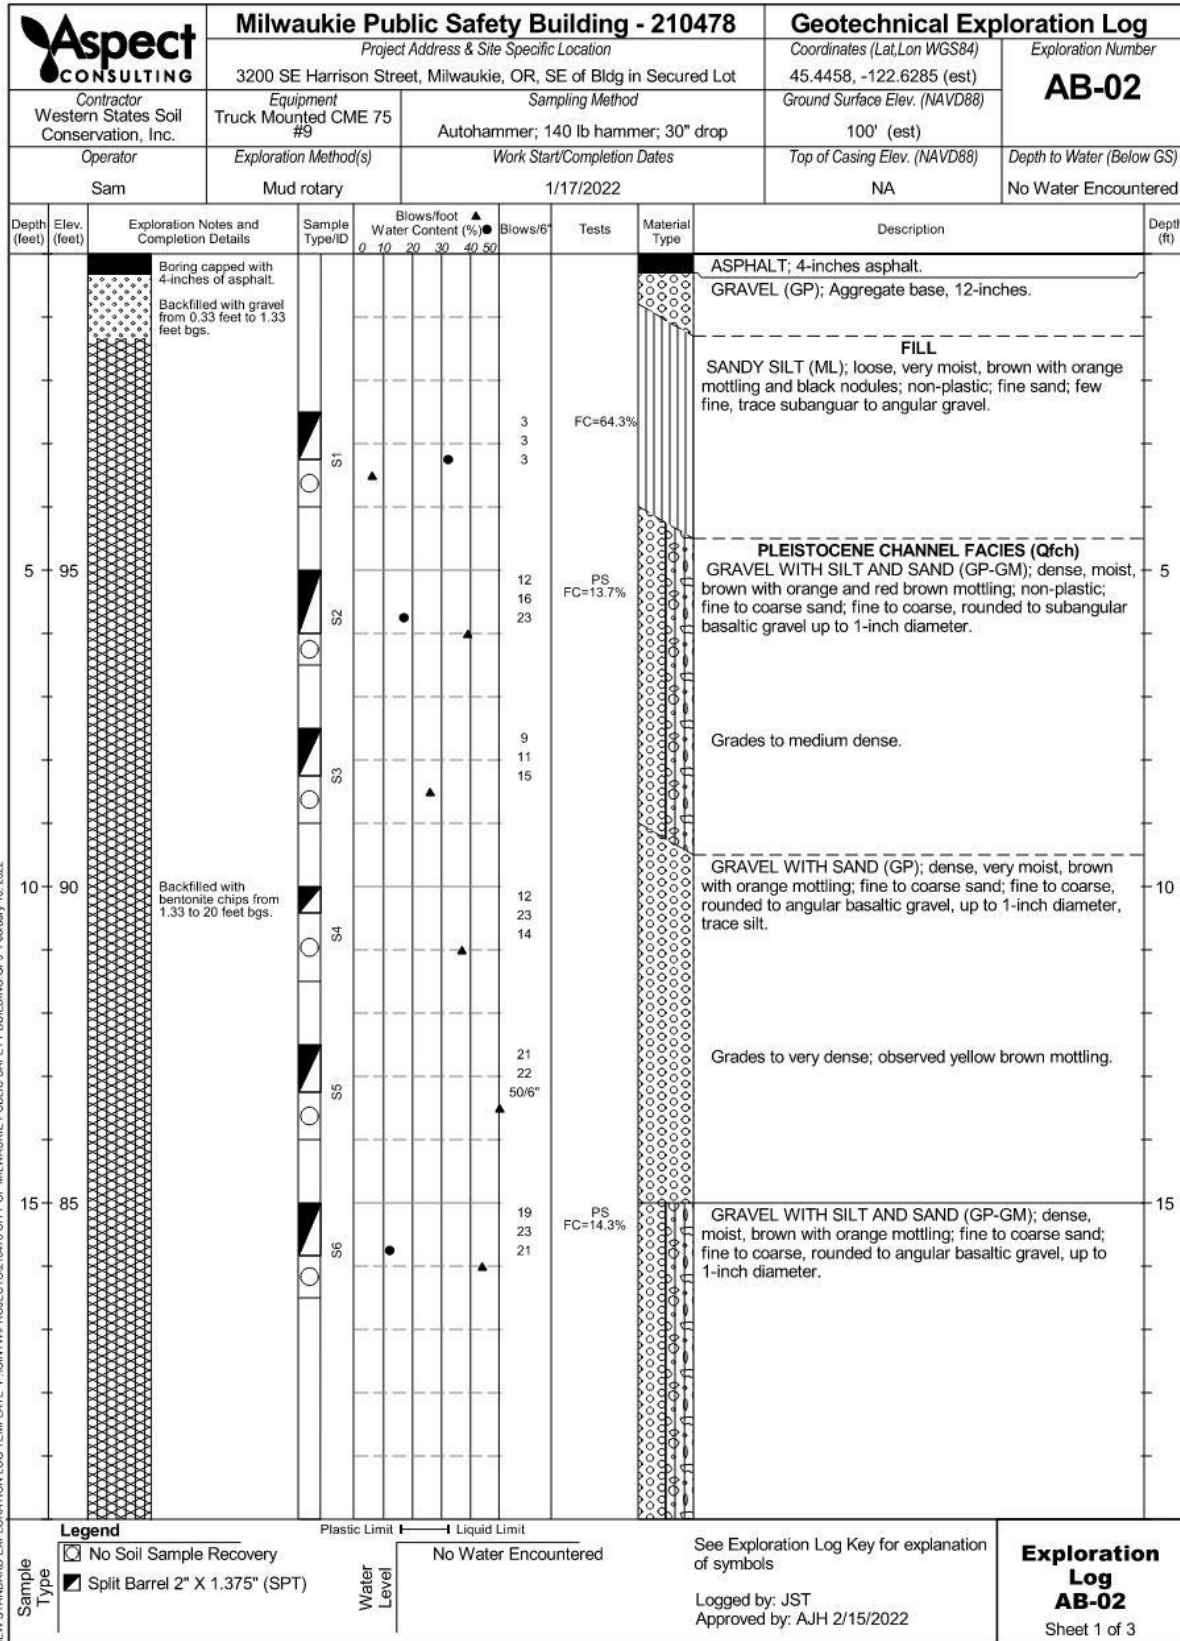 Aspect
CONSULTING
Milwaukie Public Safety Building - 210478
Geotechnical Exploration Log
Project Address & Site Specific Location
3200 SE Harrison Street, Milwaukie, OR, SE of Bldg in Secured Lot
Coordinates (Lat,Lon WGS84)
45.4458, -122.6285 (est)
Exploration Number
AB-02
Contractor
Western States Soil
Conservation, Inc.
Equipment
Truck Mounted CME 75
#9
Sampling Method
Autohammer; 140 lb hammer; 30" drop
Ground Surface Elev. (NAVD88)
100' (est)
Operator
Sam
Exploration Method(s)
Mud rotary
Work Start/Completion Dates
1/17/2022
Top of Casing Elev. (NAVD88)
NA
Depth to Water (Below GS)
No Water Encountered
Depth
(feet)
Elev.
(feet)
Exploration Notes and
Completion Details
Sample
Type/ID
Blows/foot ▲
Water Content (%)●
0 10 20 30 40 50
Blows/6"
Tests
Material
Type
Description
Depth
(ft)
Boring capped with
4-inches of asphalt.
Backfilled with gravel
from 0.33 feet to 1.33
feet bgs.
ASPHALT; 4-inches asphalt.
GRAVEL (GP); Aggregate base, 12-inches.
FILL
SANDY SILT (ML); loose, very moist, brown with orange
mottling and black nodules; non-plastic; fine sand; few
fine, trace subanguar to angular gravel.
S1
3
3
3
FC=64.3%
PLEISTOCENE CHANNEL FACIES (Qfch)
GRAVEL WITH SILT AND SAND (GP-GM); dense, moist,
brown with orange and red brown mottling; non-plastic;
fine to coarse sand; fine to coarse, rounded to subangular
basaltic gravel up to 1-inch diameter.
5 95
S2
12
16
23
PS
FC=13.7%
5
S3
9
11
15
Grades to medium dense.
10 90
Backfilled with
bentonite chips from
1.33 to 20 feet bgs.
S4
12
23
14
GRAVEL WITH SAND (GP); dense, very moist, brown
with orange mottling; fine to coarse sand; fine to coarse,
rounded to angular basaltic gravel, up to 1-inch diameter,
trace silt.
10
S5
21
22
50/6"
Grades to very dense; observed yellow brown mottling.
15 85
S6
19
23
21
PS
FC=14.3%
GRAVEL WITH SILT AND SAND (GP-GM); dense,
moist, brown with orange mottling; fine to coarse sand;
fine to coarse, rounded to angular basaltic gravel, up to
1-inch diameter.
15
Legend
Sample
Type
No Soil Sample Recovery
Split Barrel 2" X 1.375" (SPT)
Plastic Limit
Liquid Limit
Water
Level
No Water Encountered
See Exploration Log Key for explanation
of symbols
Logged by: JST
Approved by: AJH 2/15/2022
Exploration
Log
AB-02
Sheet 1 of 3